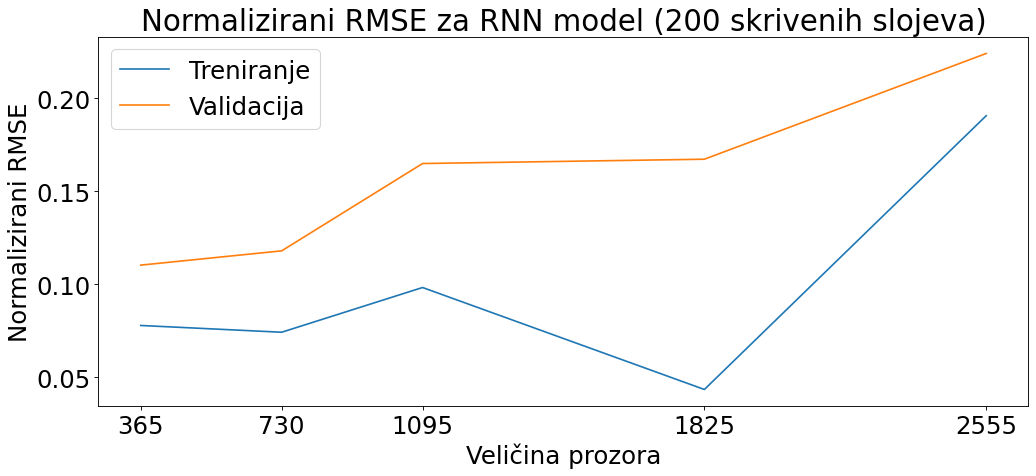 Normalizirani RMSE za RNN model (200 skrivenih slojeva)
Treniranje
Validacija
Normalizirani RMSE
0.20
0.15
0.10
0.05
365 730 1095 1825 2555
Veličina prozora